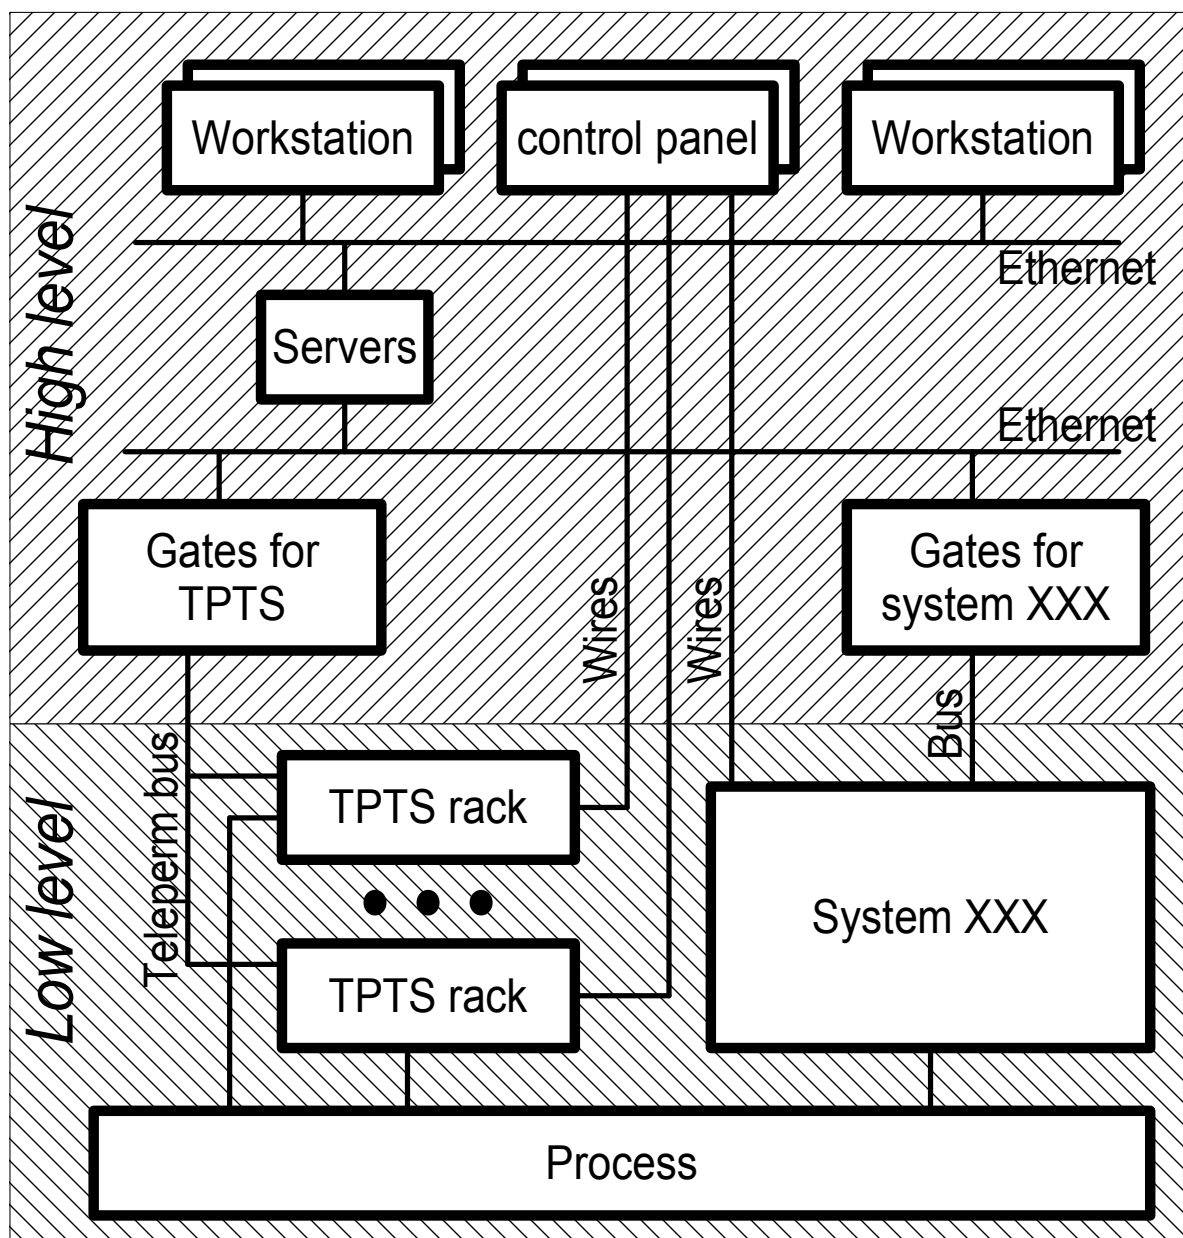 Workstation
control panel
Workstation
Ethernet
High level
Servers
Ethernet
Gates for
TPTS
Wires
Wires
Gates for
system XXX
Bus
Teleperm bus
TPTS rack
Low level
System XXX
TPTS rack
Process